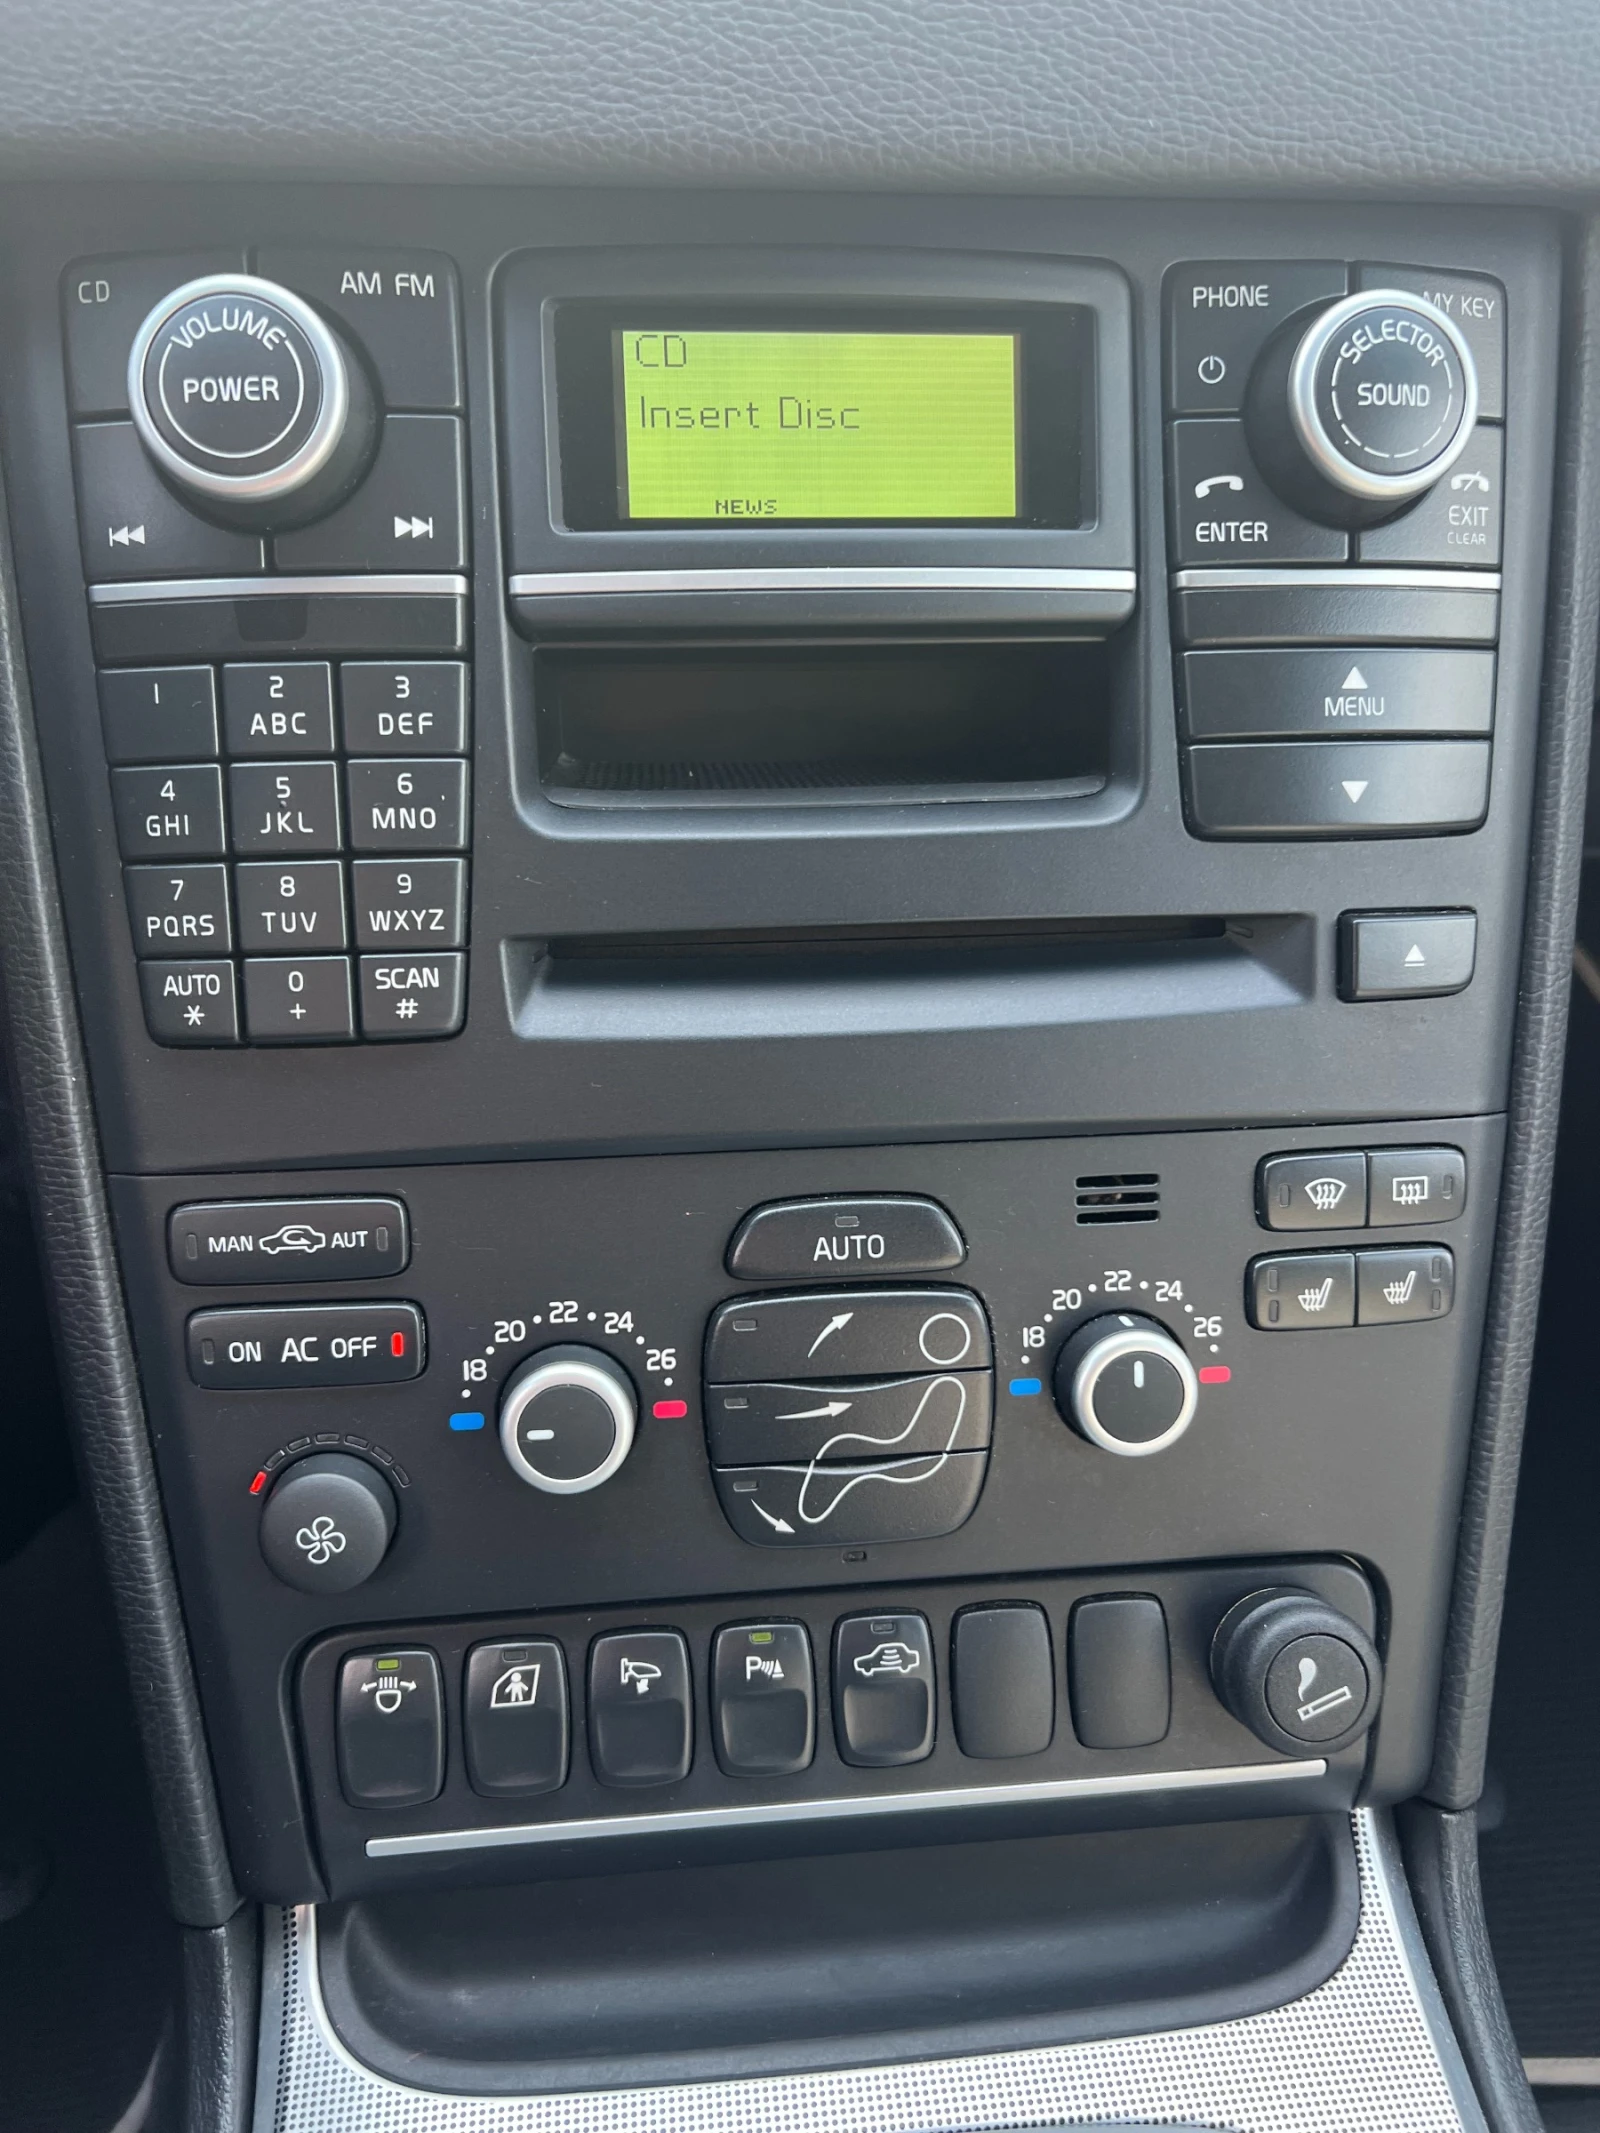 CD
AM FM
VOLUME
POWER
CD
Insert Disc
NEWS
PHONE
MY KEY
SELECTOR
SOUND
ENTER
EXIT
CLEAR
MENU
1
2
ABC
3
DEF
4
GHI
5
JKL
6
MNO
7
PQRS
8
TUV
9
WXYZ
AUTO
*
0
+
SCAN
#
MAN AUT
ON AC OFF
AUTO
18 20 22 24 26
18 20 22 24 26
P